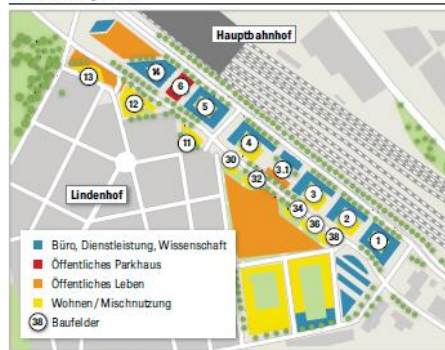 Hauptbahnhof
13
14
6
12
5
11
4
30
3.1
32
3
34
2
36
38
1
Lindenhof
Büro, Dienstleistung, Wissenschaft
Öffentliches Parkhaus
Öffentliches Leben
Wohnen/Mischnutzung
38 Baufelder